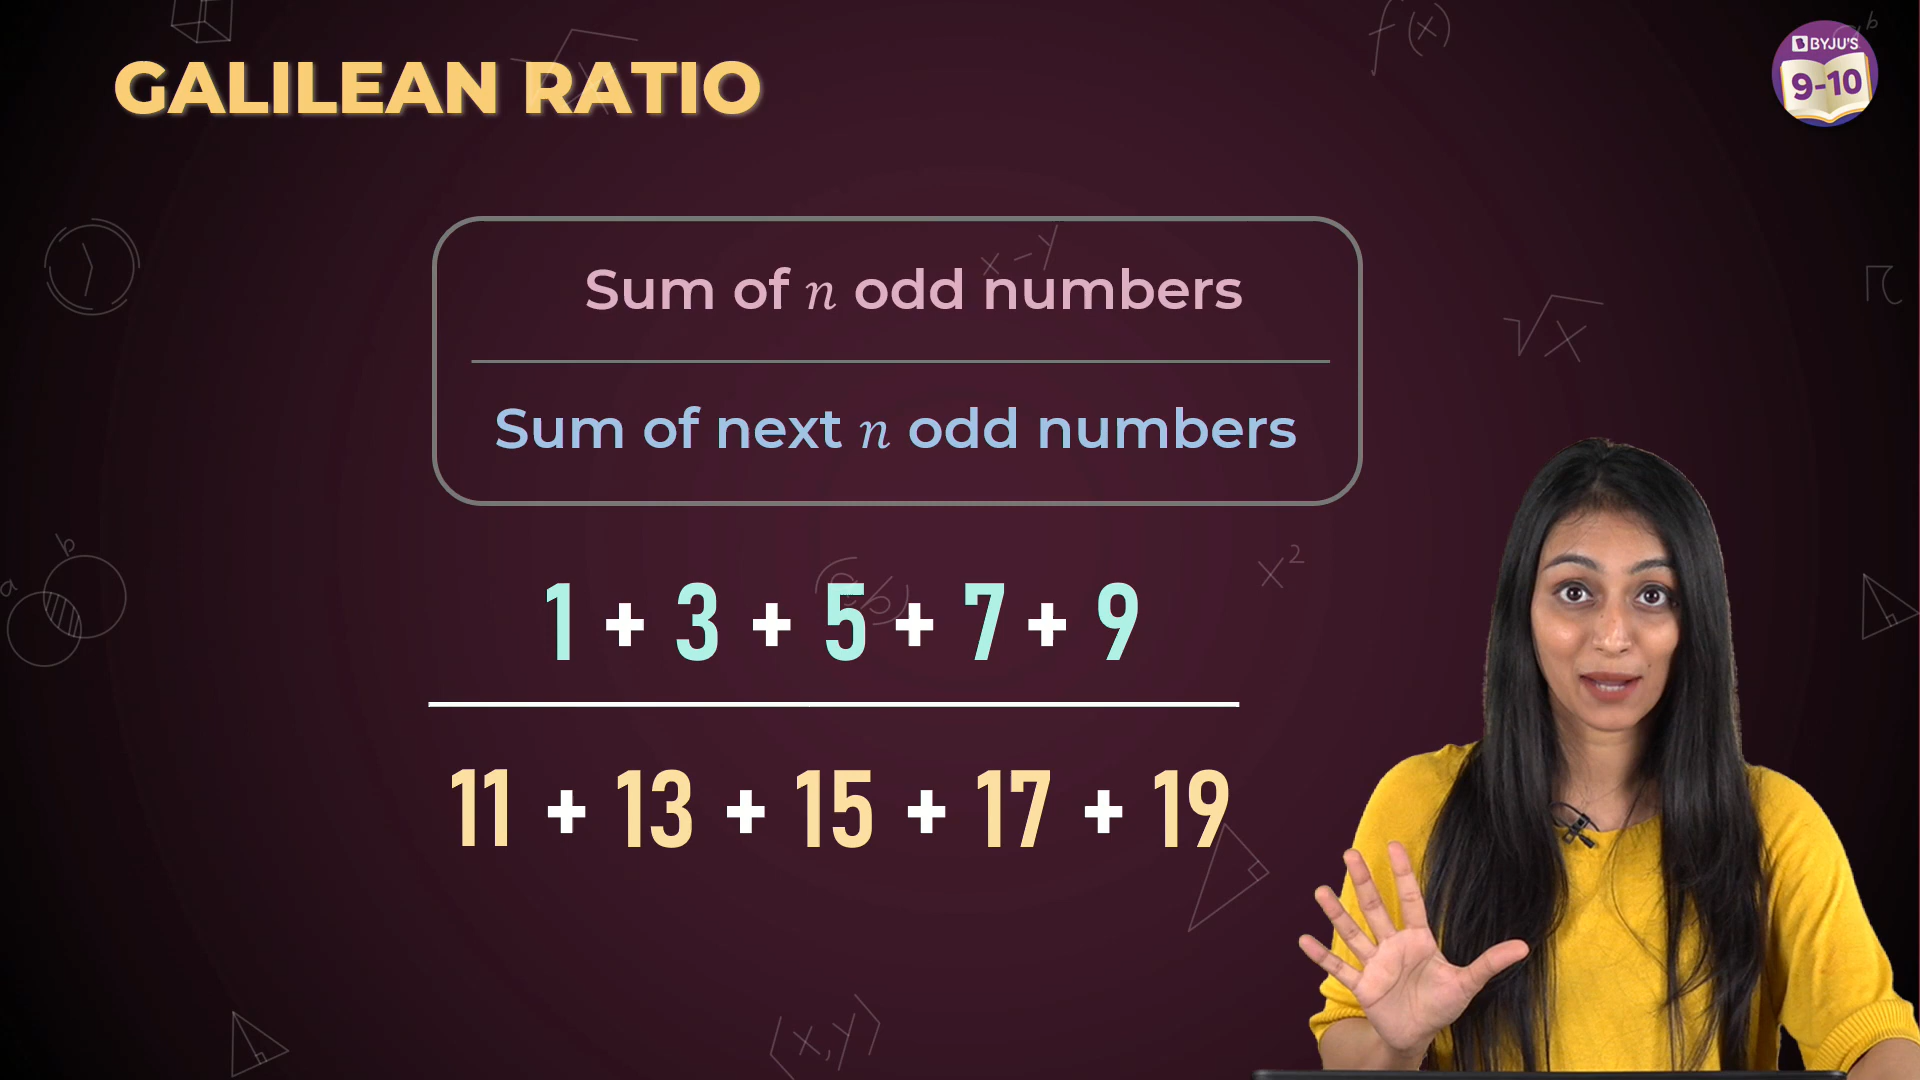 GALILEAN RATIO
BYJU'S
9-10
Sum of n odd numbers
Sum of next n odd numbers
1 + 3 + 5 + 7 + 9
11 + 13 + 15 + 17 + 19
f(x)
x - y
√x
x²
a
b
(x,y)